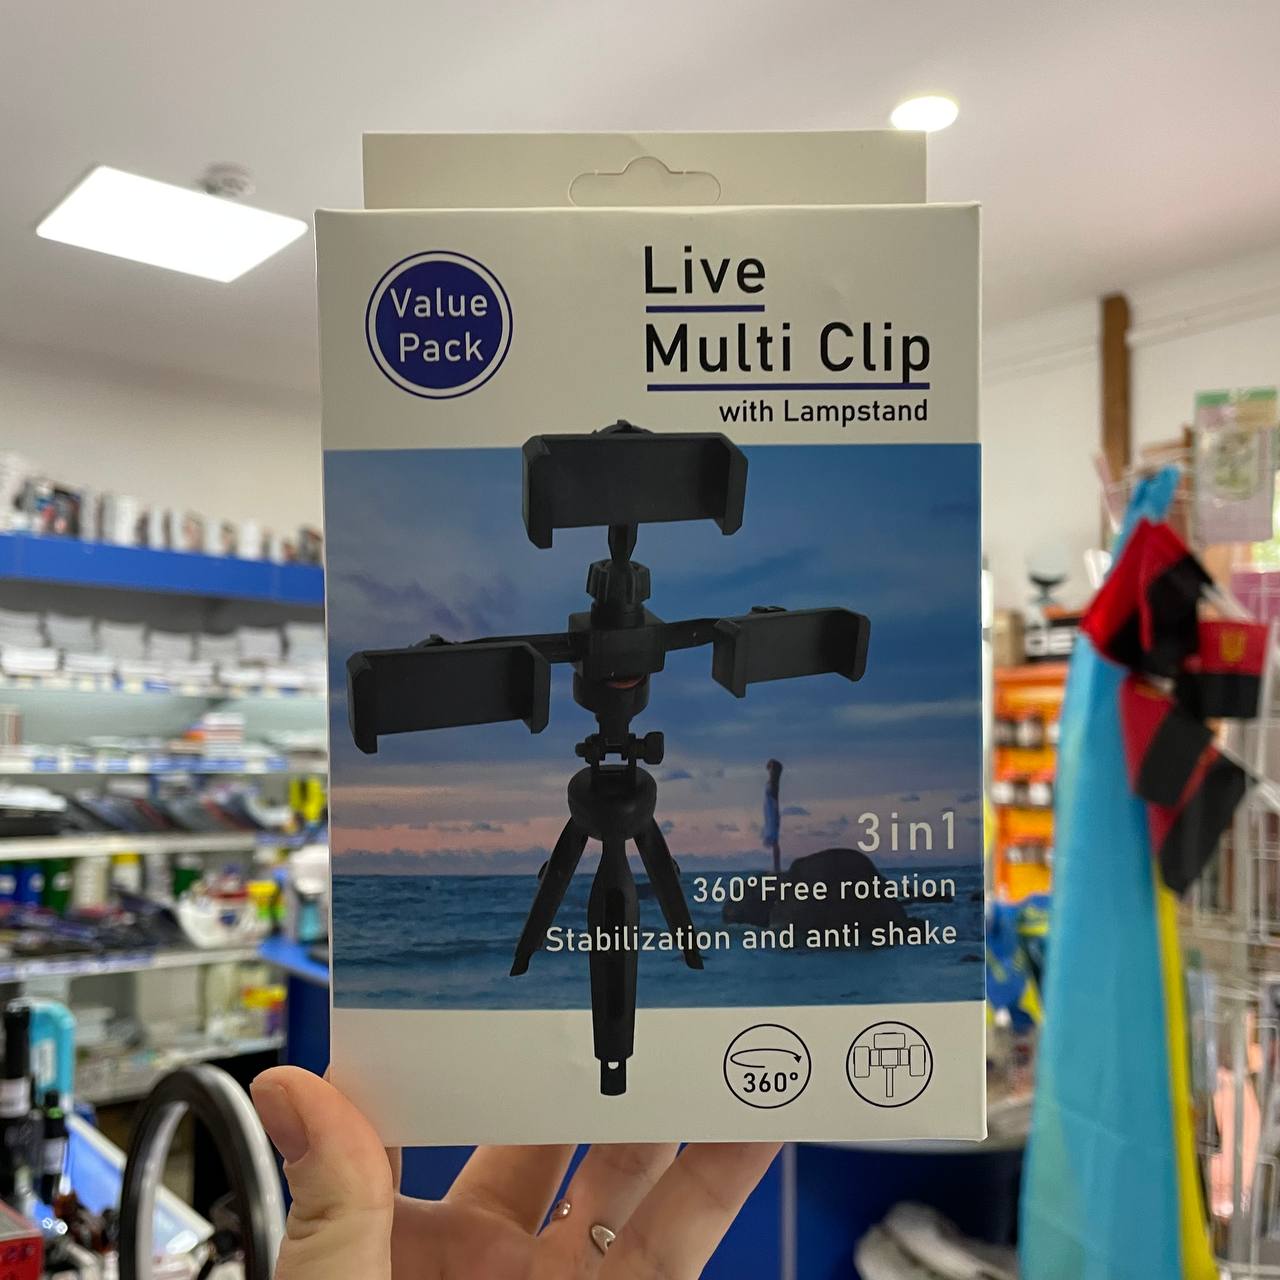 Value
Pack
Live
Multi Clip
with Lampstand
3in1
360°Free rotation
Stabilization and anti shake
360°